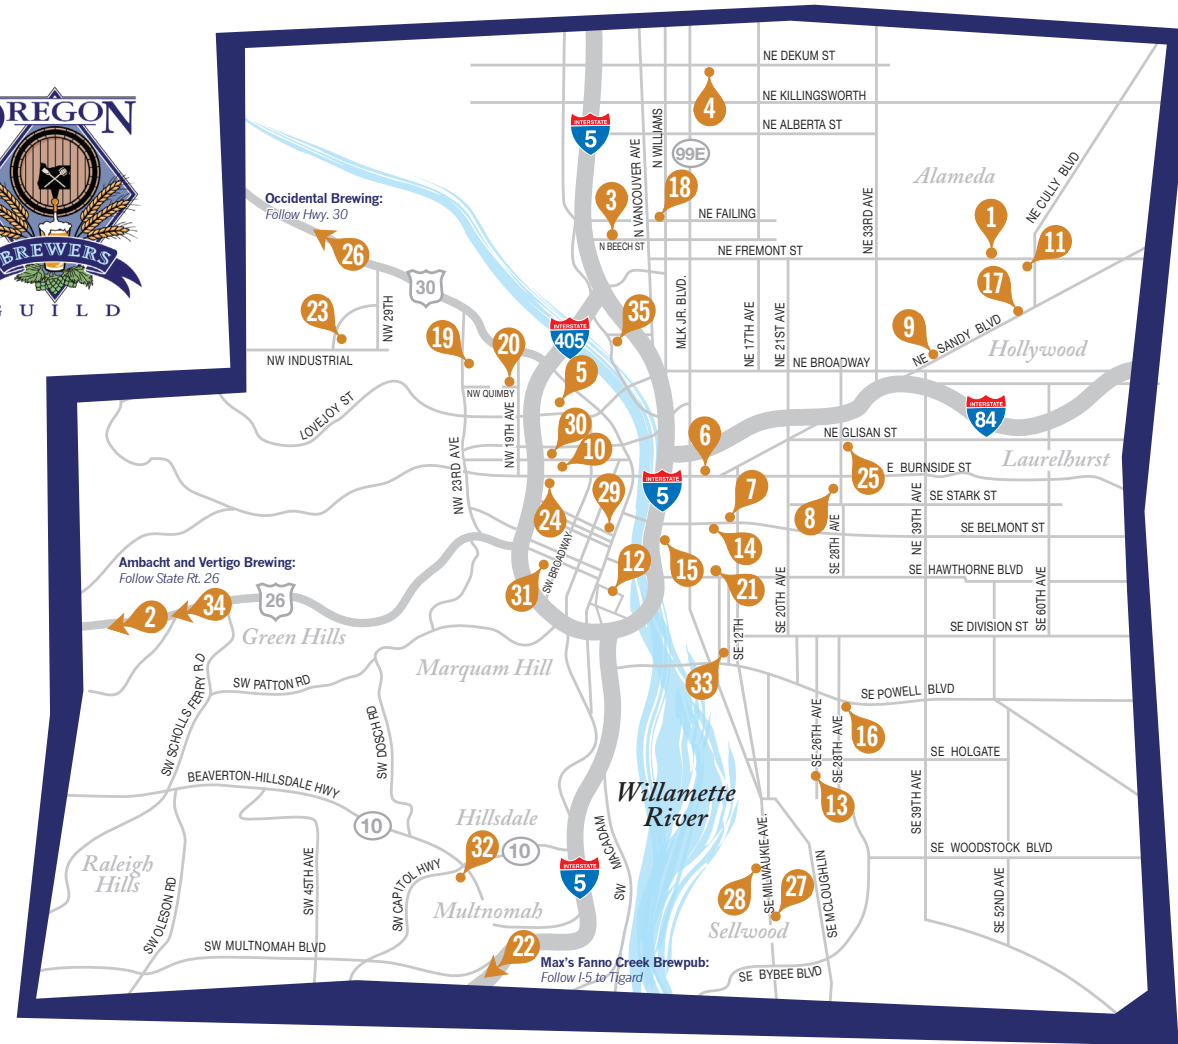 OREGON
BREWERS
GUILD
NE DEKUM ST
4
NE KILLINGSWORTH
NE ALBERTA ST
INTERSTATE
5
N VANCOUVER AVE
N WILLIAMS
99E
3
18
NE FAILING
N BEECH ST
NE FREMONT ST
NE 33RD AVE
Alameda
NE CULLY BLVD
1
11
17
9
NE SANDY BLVD
Hollywood
Occidental Brewing:
Follow Hwy. 30
26
30
23
NW 29TH
NW INDUSTRIAL
19
20
NW QUIMBY
INTERSTATE
405
35
5
MLK JR. BLVD.
NE 17TH AVE
NE 21ST AVE
NE BROADWAY
INTERSTATE
84
LOVEJOY ST
NW 23RD AVE
NW 19TH AVE
30
10
6
NE GLISAN ST
E BURNSIDE ST
Laurelhurst
25
INTERSTATE
5
24
29
7
8
NE 39TH AVE
SE STARK ST
SE BELMONT ST
14
SE 28TH AVE
SW BROADWAY
12
15
21
SE HAWTHORNE BLVD
31
SE 20TH AVE
SE 60TH AVE
Ambacht and Vertigo Brewing:
Follow State Rt. 26
2
34
26
Green Hills
SE 12TH
SE DIVISION ST
Marquam Hill
33
SW SCHOLLS FERRY R.D
SW PATTON RD
SW DOSCH RD
SE POWELL BLVD
SE 26TH AVE
SE 28TH AVE
16
SE HOLGATE
13
SE 39TH AVE
BEAVERTON-HILLSDALE HWY
Willamette
River
10
Hillsdale
32
10
Raleigh
Hills
SW 45TH AVE
SW OLESON RD
SW CAPITOL HWY
INTERSTATE
5
SW MACADAM
SE WOODSTOCK BLVD
28
27
SE MILWAUKIE AVE.
SE MCLOUGHLIN
SE 52ND AVE
Multnomah
Sellwood
SW MULTNOMAH BLVD
22
Max's Fanno Creek Brewpub:
Follow I-5 to Tigard
SE BYBEE BLVD